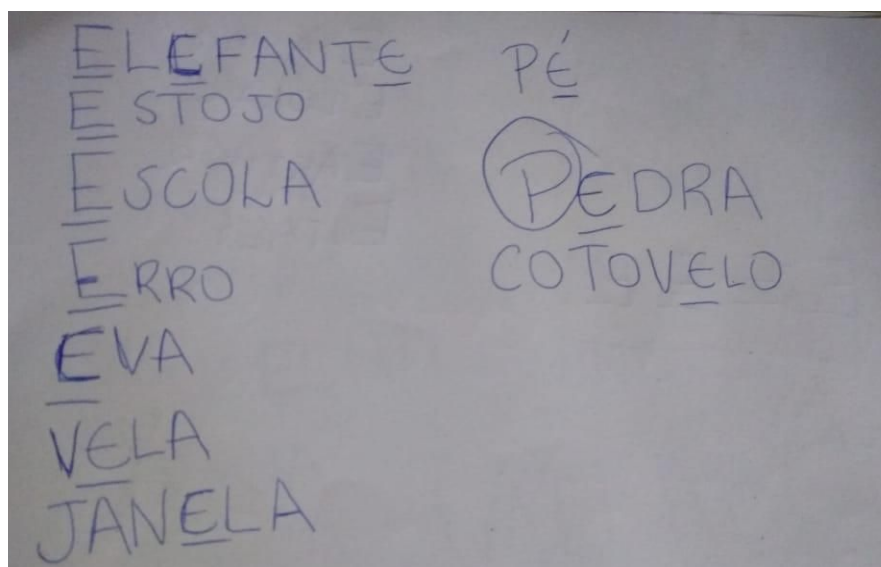 ELEFANTE
ESTOJO
ESCOLA
ERRO
EVA
VELA
JANELA
PÉ
PEDRA
COTOVELO